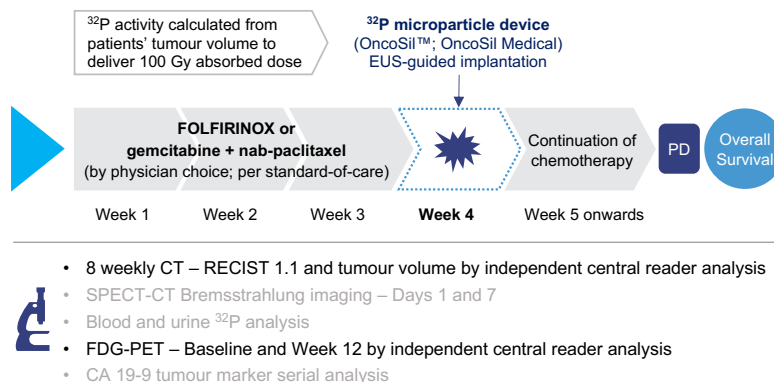 ³²P activity calculated from
patients’ tumour volume to
deliver 100 Gy absorbed dose
³²P microparticle device
(OncoSil™; OncoSil Medical)
EUS-guided implantation
FOLFIRINOX or
gemcitabine + nab-paclitaxel
(by physician choice; per standard-of-care)
Continuation of
chemotherapy
PD
Overall
Survival
Week 1
Week 2
Week 3
Week 4
Week 5 onwards
• 8 weekly CT – RECIST 1.1 and tumour volume by independent central reader analysis
• SPECT-CT Bremsstrahlung imaging – Days 1 and 7
• Blood and urine ³²P analysis
• FDG-PET – Baseline and Week 12 by independent central reader analysis
• CA 19-9 tumour marker serial analysis